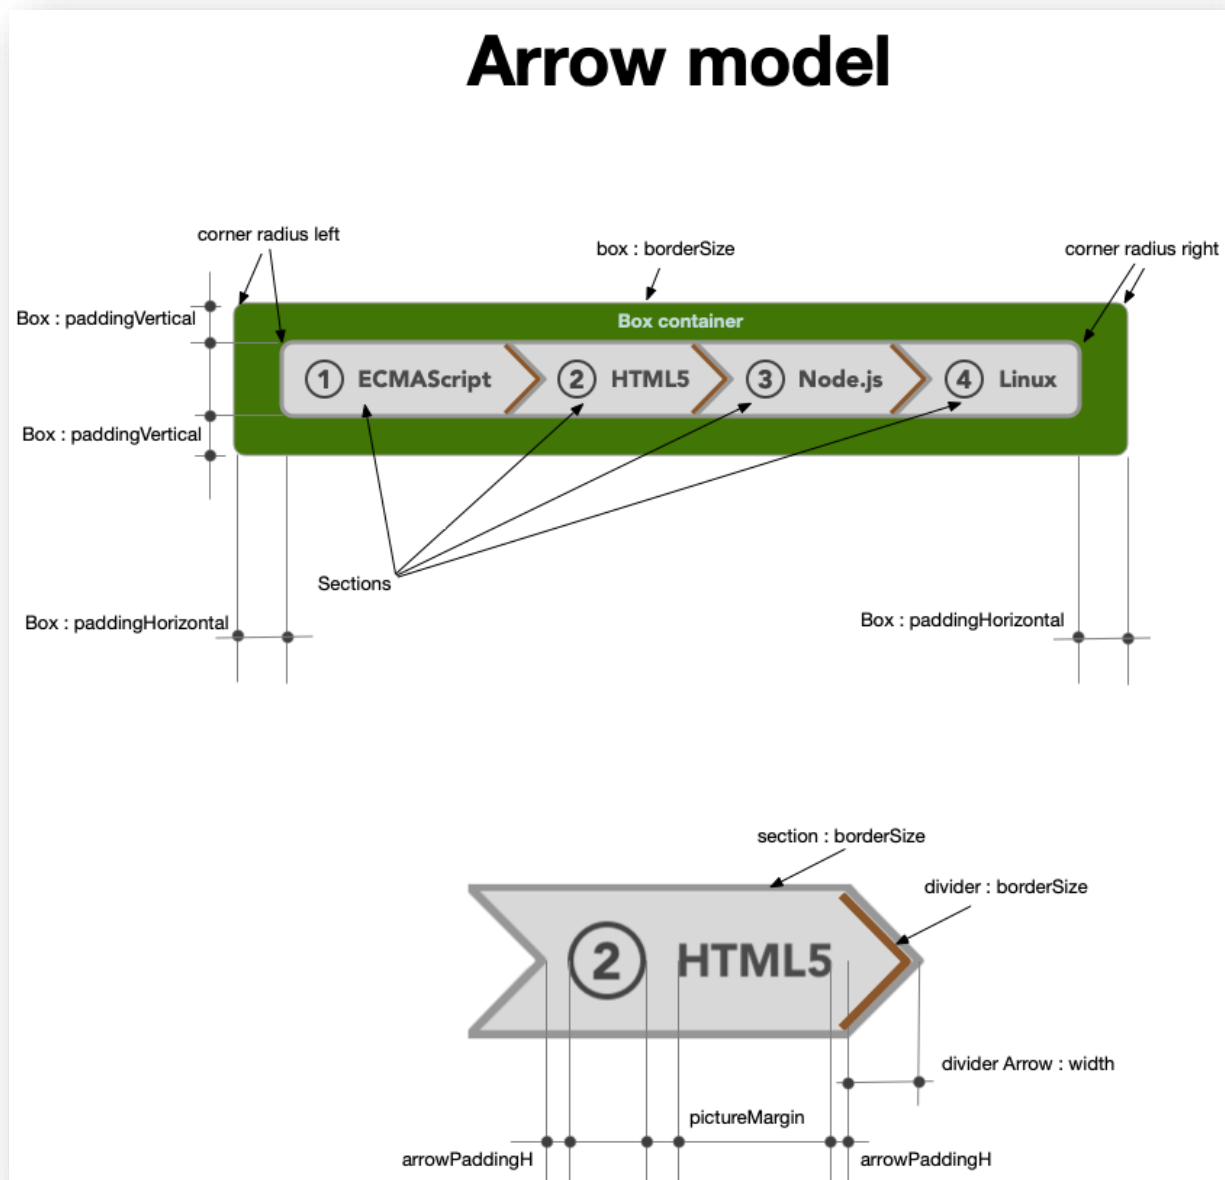 Arrow model
corner radius left
box : borderSize
corner radius right
Box : paddingVertical
Box container
1 ECMAScript 2 HTML5 3 Node.js 4 Linux
Box : paddingVertical
Sections
Box : paddingHorizontal
Box : paddingHorizontal
section : borderSize
divider : borderSize
2 HTML5
divider Arrow : width
pictureMargin
arrowPaddingH
arrowPaddingH